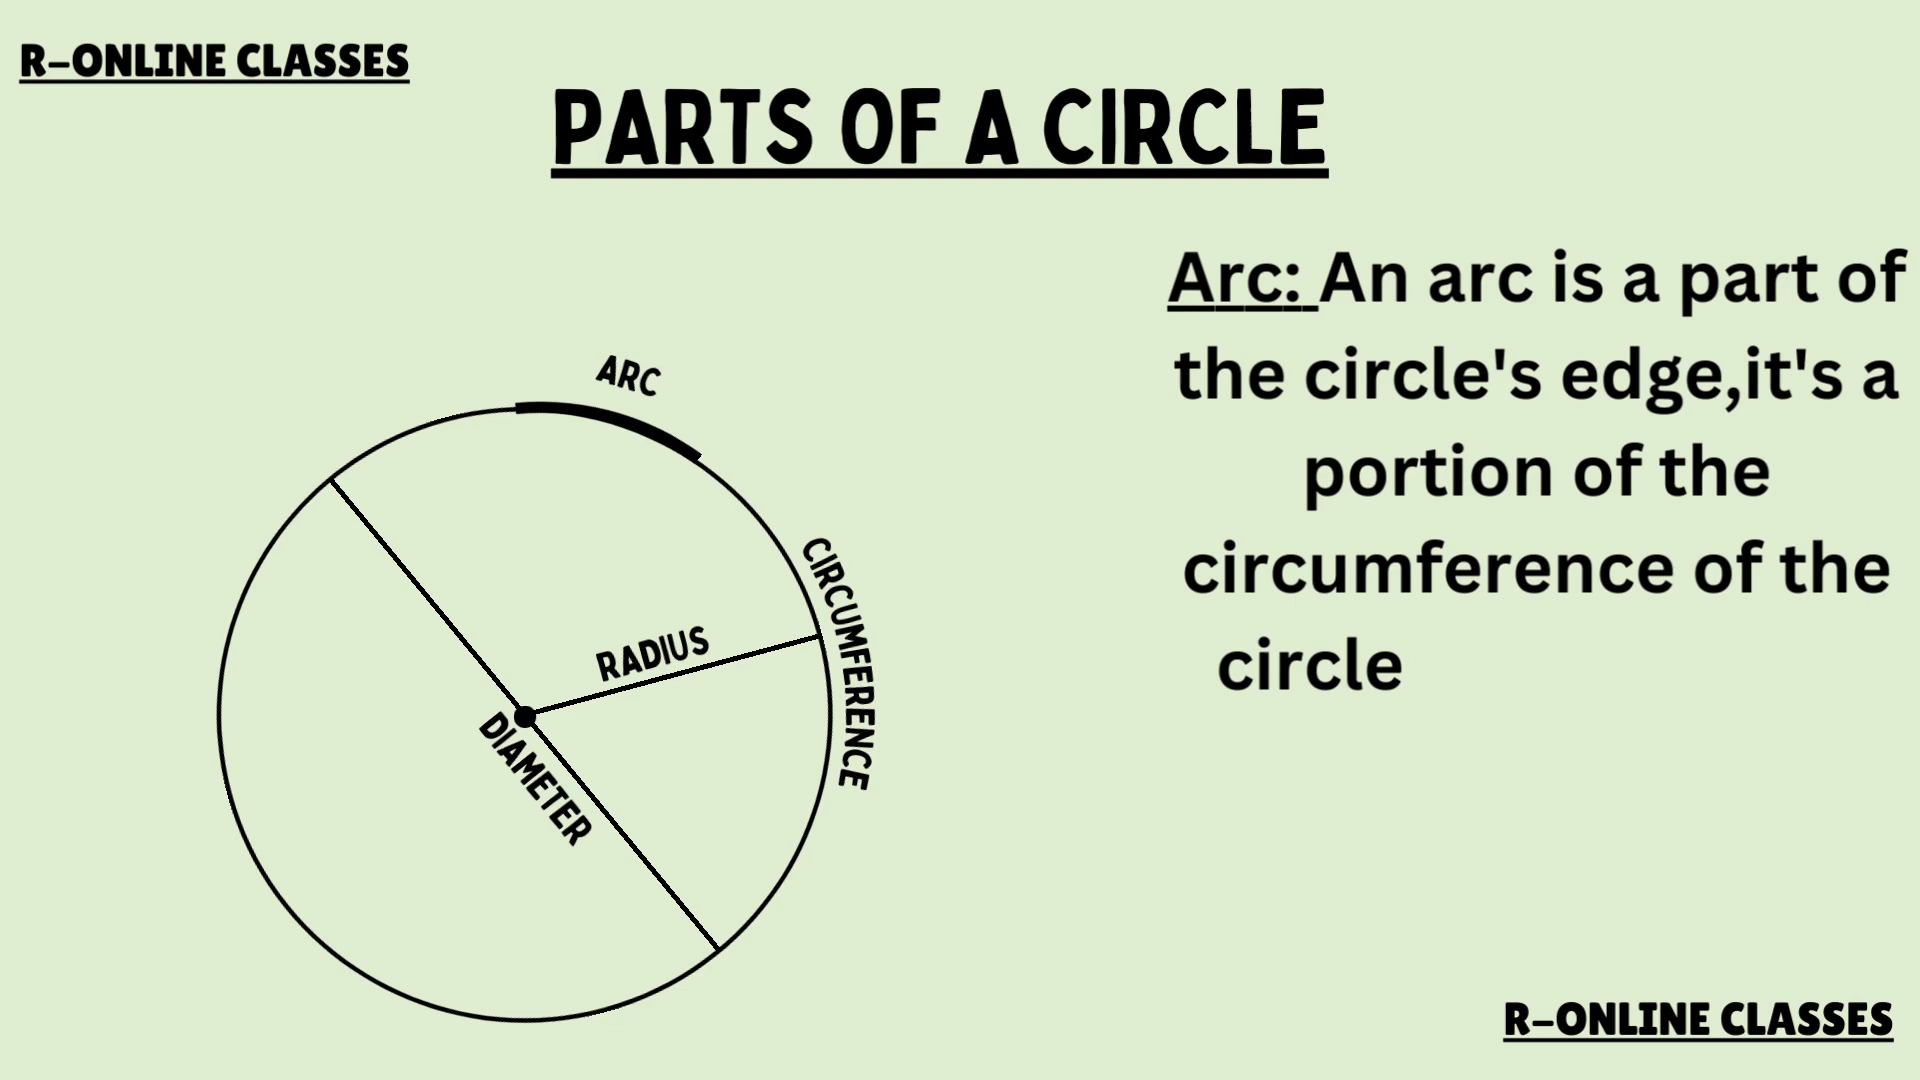 R-ONLINE CLASSES
PARTS OF A CIRCLE
Arc: An arc is a part of
the circle's edge,it's a
portion of the
circumference of the
circle
ARC
CIRCUMFERENCE
RADIUS
DIAMETER
R-ONLINE CLASSES